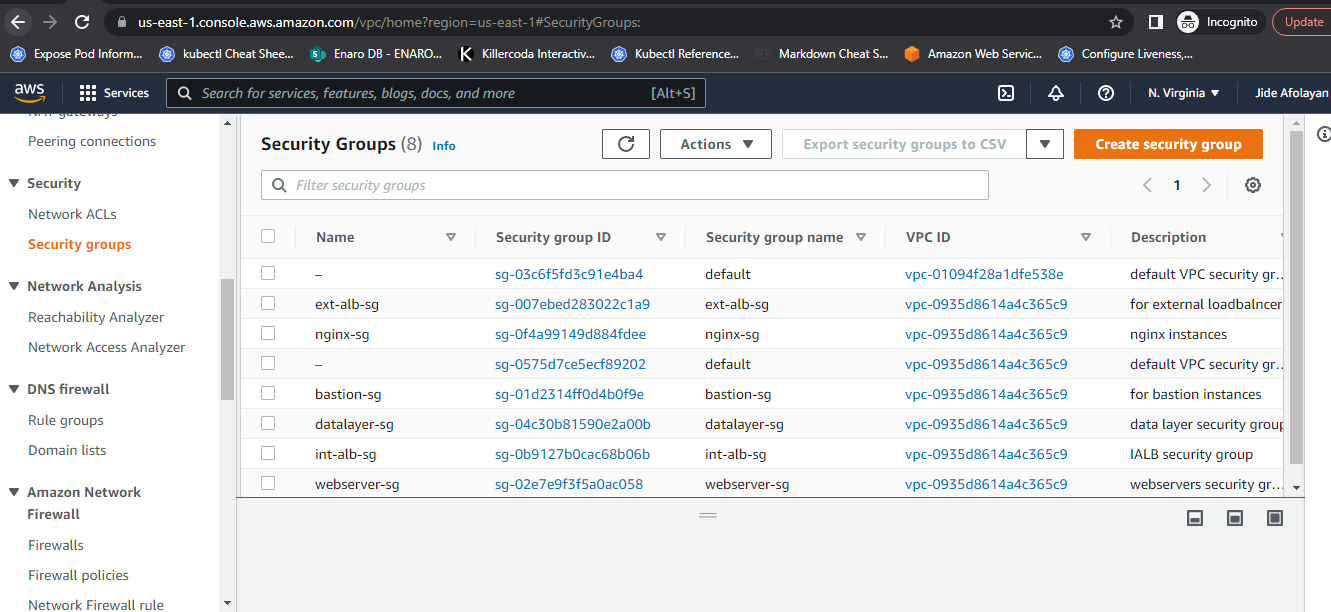 us-east-1.console.aws.amazon.com/vpc/home?region=us-east-1#SecurityGroups:
Incognito
Update
Expose Pod Inform...
kubectl Cheat Shee...
Enaro DB - ENARO...
Killercoda Interactiv...
Kubectl Reference...
Markdown Cheat S...
Amazon Web Servic...
Configure Liveness,...
aws
Services
Search for services, features, blogs, docs, and more
[Alt+S]
N. Virginia
Jide Afolayan
NAT gateways
Peering connections
Security
Network ACLs
Security groups
Network Analysis
Reachability Analyzer
Network Access Analyzer
DNS firewall
Rule groups
Domain lists
Amazon Network
Firewall
Firewalls
Firewall policies
Network Firewall rule
Security Groups (8) Info
Actions
Export security groups to CSV
Create security group
Filter security groups
1
Name Security group ID Security group name VPC ID Description
– sg-03c6f5fd3c91e4ba4 default vpc-01094f28a1dfe538e default VPC security gr...
ext-alb-sg sg-007ebed283022c1a9 ext-alb-sg vpc-0935d8614a4c365c9 for external loadbalncer
nginx-sg sg-0f4a99149d884fdee nginx-sg vpc-0935d8614a4c365c9 nginx instances
– sg-0575d7ce5ecf89202 default vpc-0935d8614a4c365c9 default VPC security gr...
bastion-sg sg-01d2314ff0d4b0f9e bastion-sg vpc-0935d8614a4c365c9 for bastion instances
datalayer-sg sg-04c30b81590e2a00b datalayer-sg vpc-0935d8614a4c365c9 data layer security group
int-alb-sg sg-0b9127b0cac68b06b int-alb-sg vpc-0935d8614a4c365c9 IALB security group
webserver-sg sg-02e7e9f3f5a0ac058 webserver-sg vpc-0935d8614a4c365c9 webservers security gr...